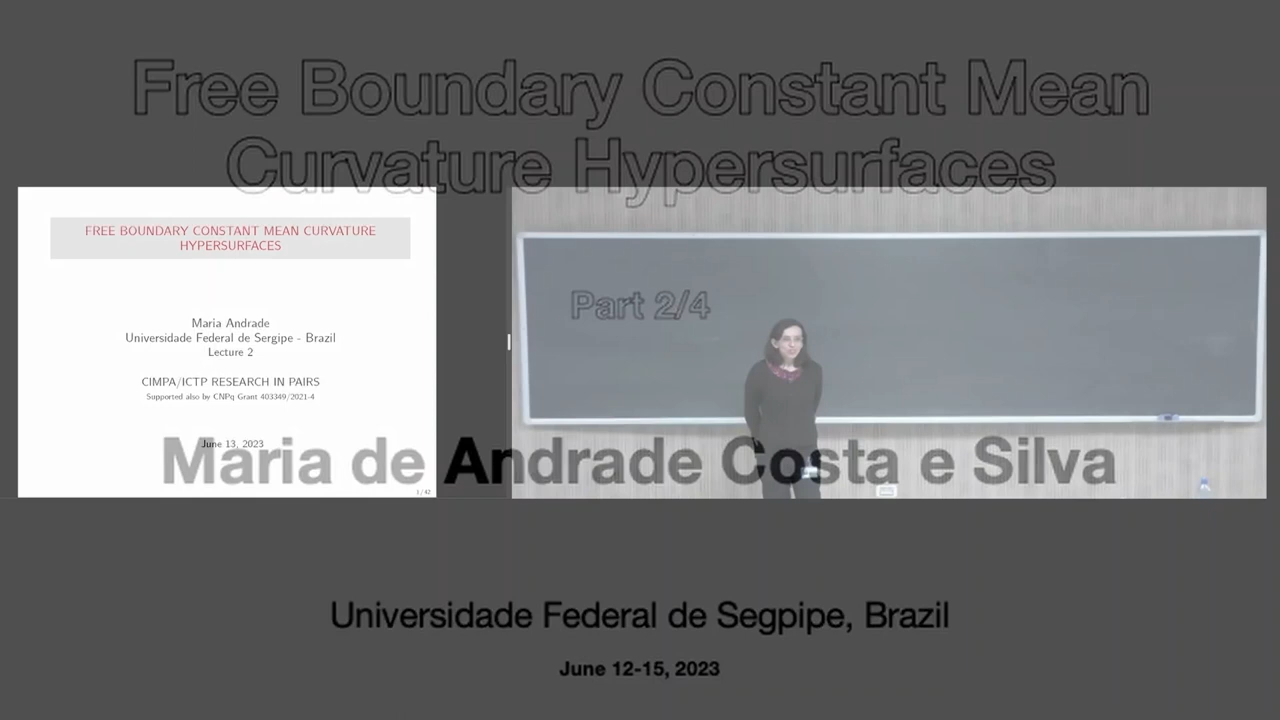 Free Boundary Constant Mean
Curvature Hypersurfaces
FREE BOUNDARY CONSTANT MEAN CURVATURE
HYPERSURFACES
Maria Andrade
Universidade Federal de Sergipe - Brazil
Lecture 2
CIMPA/ICTP RESEARCH IN PAIRS
Supported also by CNPq Grant 403349/2021-4
June 13, 2023
1 / 42
Part 2/4
Maria de Andrade Costa e Silva
Universidade Federal de Segpipe, Brazil
June 12-15, 2023